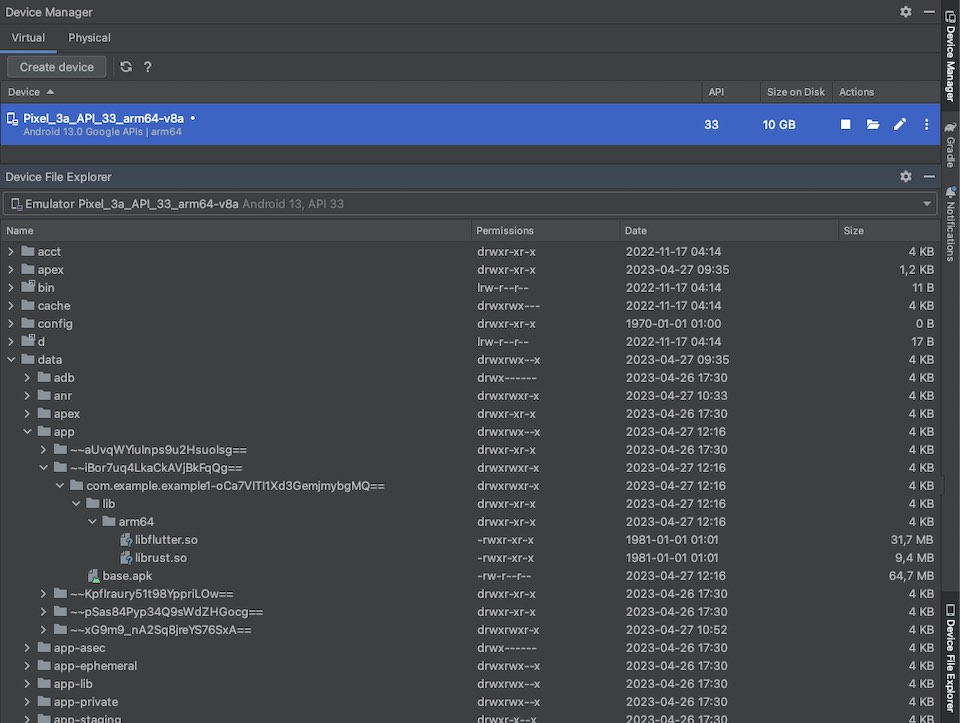 Device Manager
Virtual Physical
Create device ?
Device API Size on Disk Actions
Pixel_3a_API_33_arm64-v8a • 33 10 GB
Android 13.0 Google APIs | arm64
Device File Explorer
Emulator Pixel_3a_API_33_arm64-v8a Android 13, API 33
Name Permissions Date Size
acct drwxr-xr-x 2022-11-17 04:14 4 KB
apex drwxr-xr-x 2023-04-27 09:35 1,2 KB
bin lrw-r--r-- 2022-11-17 04:14 11 B
cache drwxrwx--- 2022-11-17 04:14 4 KB
config drwxr-xr-x 1970-01-01 01:00 0 B
d lrw-r--r-- 2022-11-17 04:14 17 B
data drwxrwx--x 2023-04-27 09:35 4 KB
adb drwx------ 2023-04-26 17:30 4 KB
anr drwxrwxr-x 2023-04-27 10:33 4 KB
apex drwxr-xr-x 2023-04-26 17:30 4 KB
app drwxrwx--x 2023-04-27 12:16 4 KB
~~aUvqWYiuInps9u2HsuoIsg== drwxrwxr-x 2023-04-26 17:30 4 KB
~~iBor7uq4LkaCkAVjBkFqQg== drwxrwxr-x 2023-04-27 12:16 4 KB
com.example.example1-oCa7VITI1Xd3GemjmybgMQ== drwxrwxr-x 2023-04-27 12:16 4 KB
lib drwxr-xr-x 2023-04-27 12:16 4 KB
arm64 drwxr-xr-x 2023-04-27 12:16 4 KB
libflutter.so -rwxr-xr-x 1981-01-01 01:01 31,7 MB
librust.so -rwxr-xr-x 1981-01-01 01:01 9,4 MB
base.apk -rw-r--r-- 2023-04-27 12:16 64,7 MB
~~KpfIraury51t98YppriLOw== drwxrwxr-x 2023-04-26 17:30 4 KB
~~pSas84Pyp34Q9sWdZHGocg== drwxrwxr-x 2023-04-26 17:30 4 KB
~~xG9m9_nA2Sq8jreYS76SxA== drwxrwxr-x 2023-04-27 10:52 4 KB
app-asec drwx------ 2023-04-26 17:30 4 KB
app-ephemeral drwxrwx--x 2023-04-26 17:30 4 KB
app-lib drwxrwx--x 2023-04-26 17:30 4 KB
app-private drwxrwx--x 2023-04-26 17:30 4 KB
app-staging drwxrwx--x 2023-04-26 17:30 4 KB
Device Manager
Gradle
Notifications
Device File Explorer